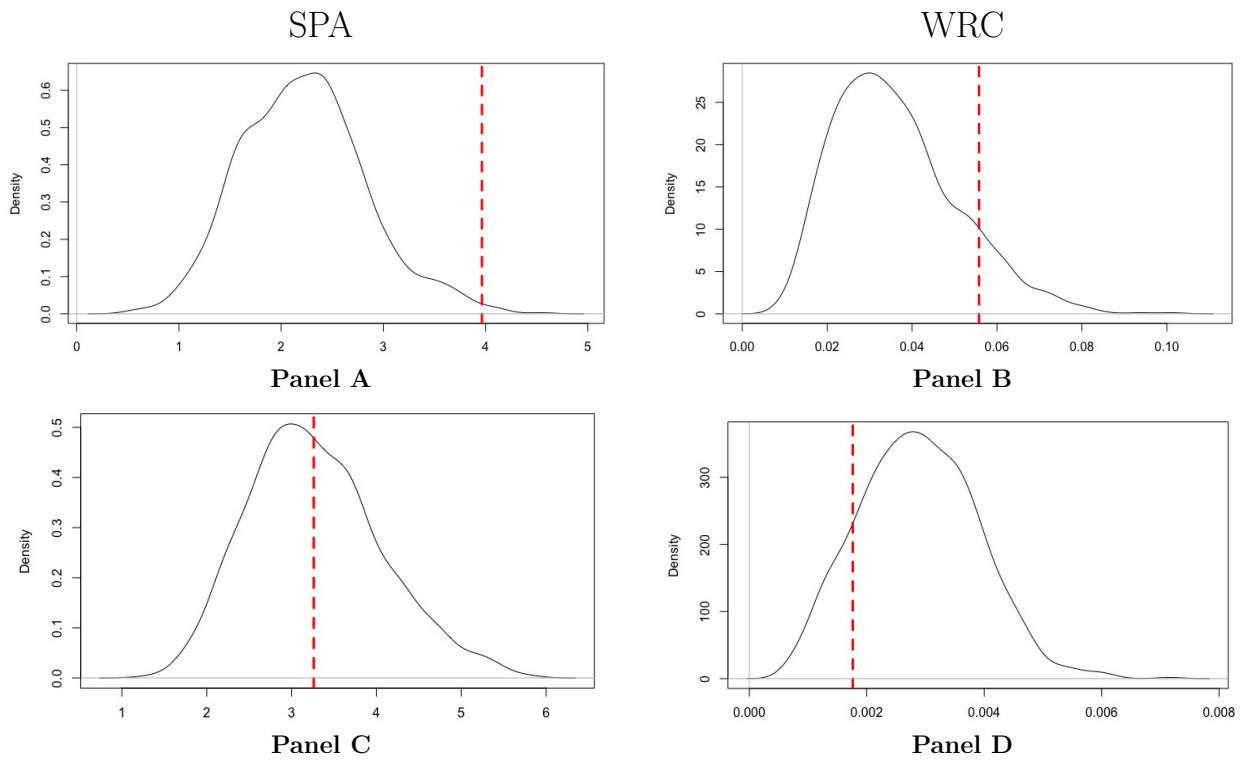 SPA
WRC
Density
0.0 0.1 0.2 0.3 0.4 0.5 0.6
0 1 2 3 4 5
Panel A
Density
0 5 10 15 20 25
0.00 0.02 0.04 0.06 0.08 0.10
Panel B
Density
0.0 0.1 0.2 0.3 0.4 0.5
1 2 3 4 5 6
Panel C
Density
0 100 200 300
0.000 0.002 0.004 0.006 0.008
Panel D